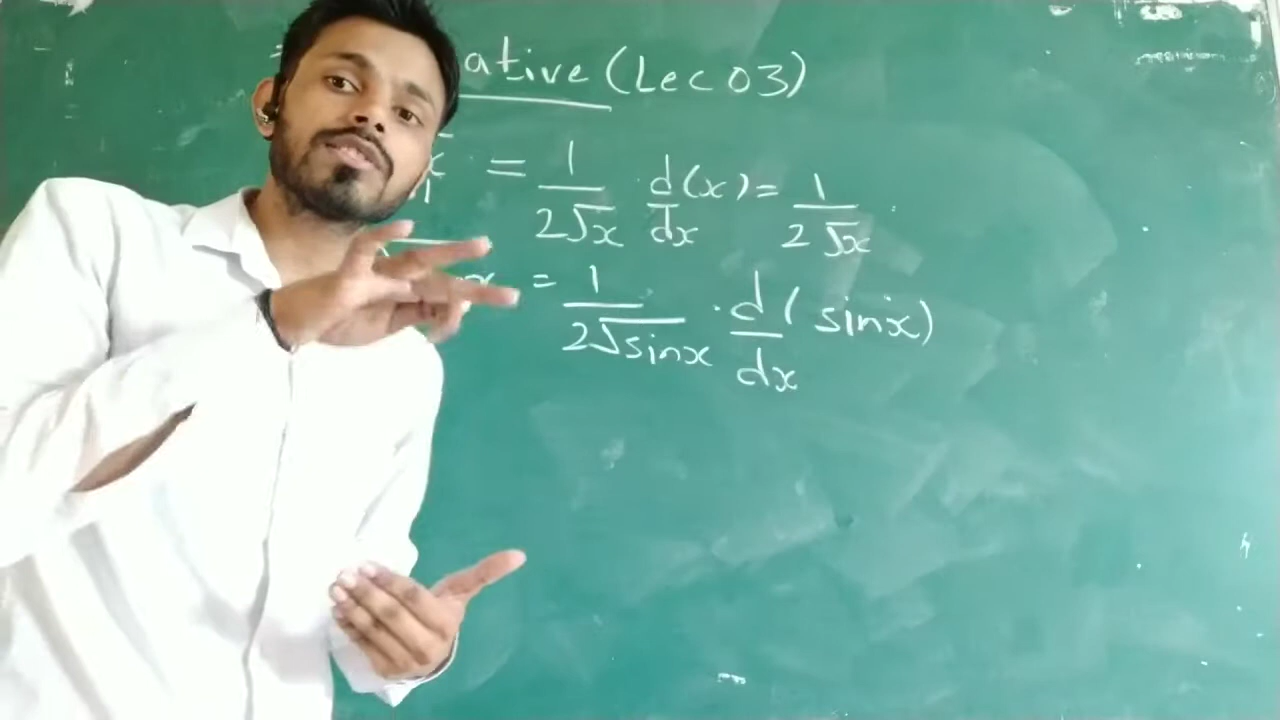 ative (Lec 03)
= 1/2√x d/dx (x) = 1/2√x
x = 1/2√sinx . d/dx (sinx)